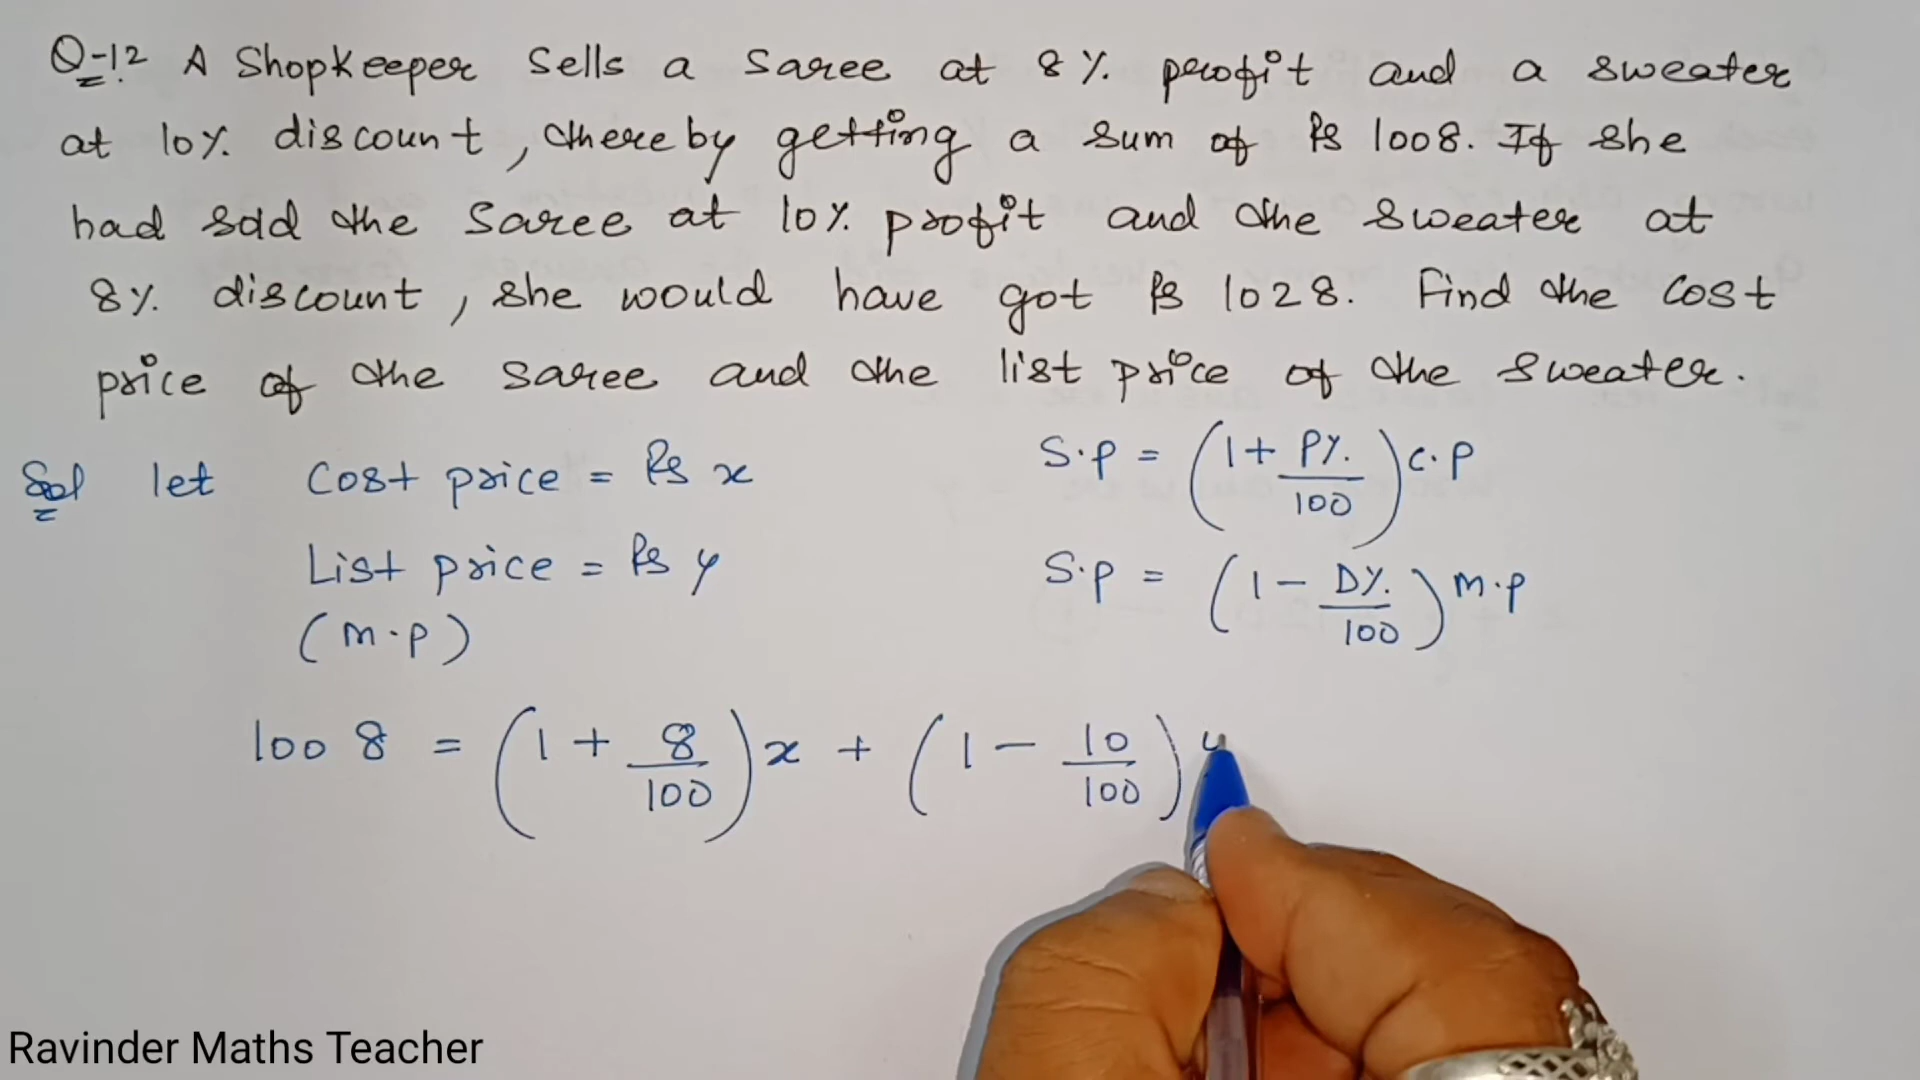 Q-12 A Shopkeeper Sells a Saree at 8% profit and a sweater
at 10% discount, thereby getting a sum of Rs 1008. If she
had sold the Saree at 10% profit and the sweater at
8% discount, she would have got Rs 1028. Find the Cost
price of the saree and the list price of the sweater.
Sol let Cost price = Rs x
S.p = (1 + P%/100) C.P
List price = Rs y
(M.P)
S.p = (1 - D%/100) M.P
1008 = (1 + 8/100) x + (1 - 10/100) y
Ravinder Maths Teacher